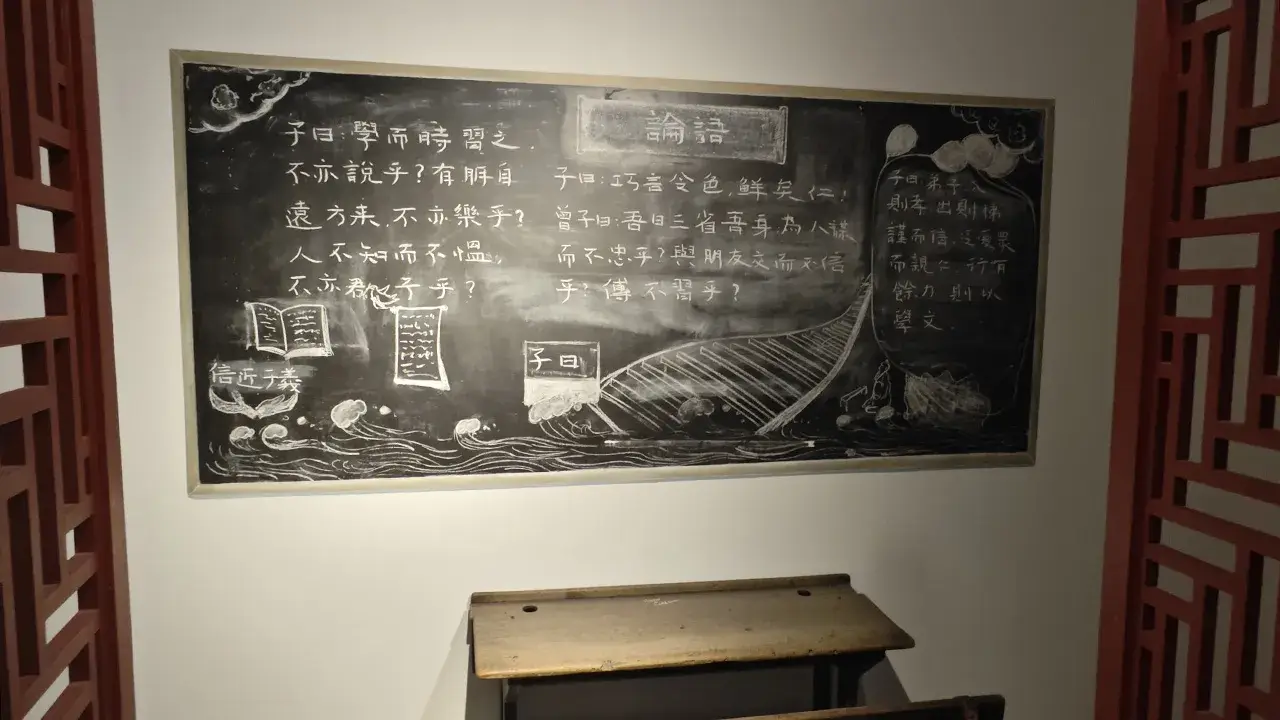 論語
子曰:學而時習之.
不亦說乎?有朋自
遠方来.不亦樂乎?
人不知而不慍。
不亦君子乎?
子曰:巧言令色,鮮矣仁!
曾子曰:吾日三省吾身.為人謀
而不忠乎?與朋友交而不信
乎?傳不習乎?
子曰:弟子入
則孝出則悌
謹而信.泛愛眾
而親仁.行有
餘力.則以
學文.
信近于義
子曰